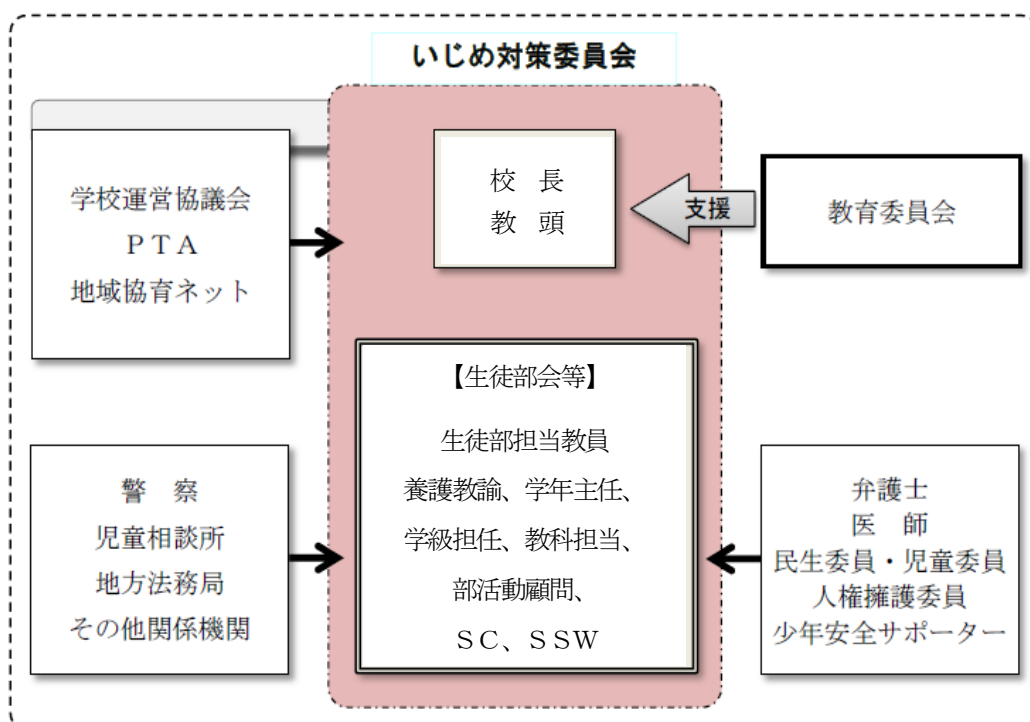 いじめ対策委員会
学校運営協議会
ＰＴＡ
地域協育ネット
校　長
教　頭
支援
教育委員会
【生徒部会等】
生徒部担当教員
養護教諭、学年主任、
学級担任、教科担当、
部活動顧問、
ＳＣ、ＳＳＷ
警　察
児童相談所
地方法務局
その他関係機関
弁護士
医　師
民生委員・児童委員
人権擁護委員
少年安全サポーター